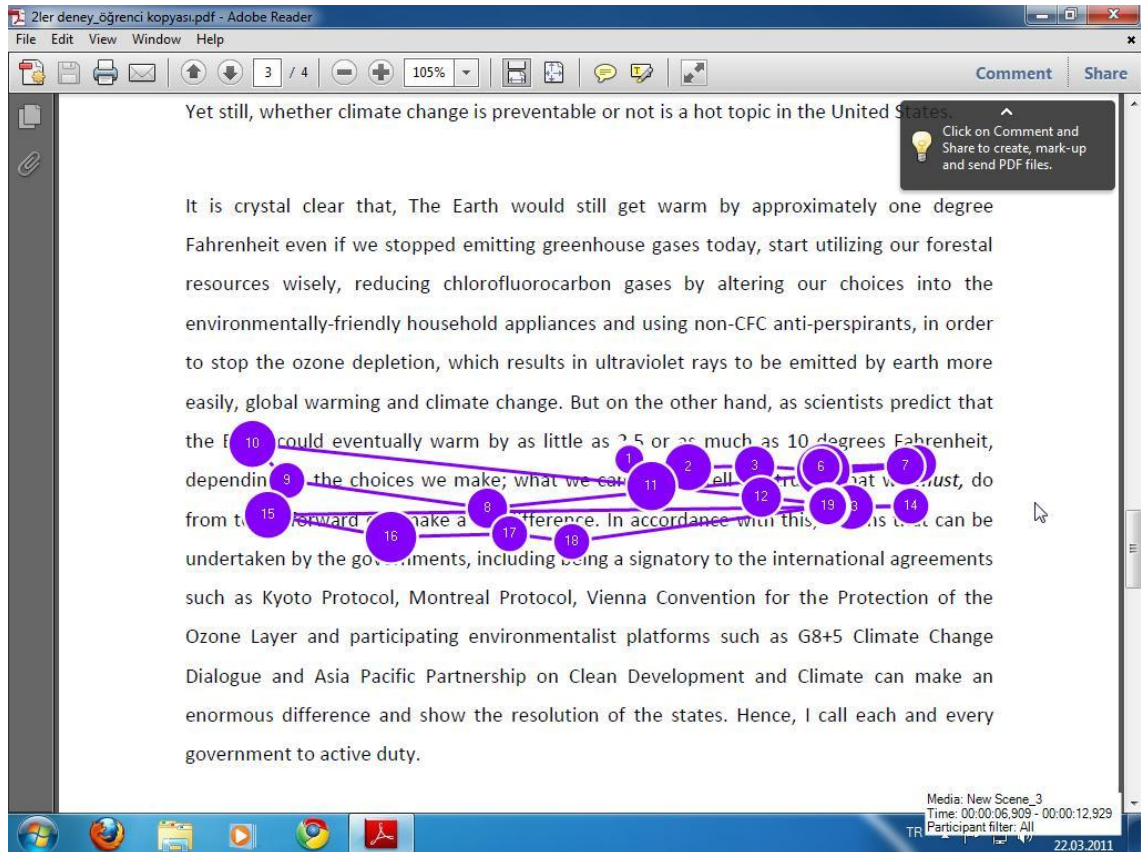 2ler deney_öğrenci kopyası.pdf - Adobe Reader
File Edit View Window Help
3 / 4 105% Comment Share
Yet still, whether climate change is preventable or not is a hot topic in the United States.
Click on Comment and
Share to create, mark-up
and send PDF files.
It is crystal clear that, The Earth would still get warm by approximately one degree
Fahrenheit even if we stopped emitting greenhouse gases today, start utilizing our forestal
resources wisely, reducing chlorofluorocarbon gases by altering our choices into the
environmentally-friendly household appliances and using non-CFC anti-perspirants, in order
to stop the ozone depletion, which results in ultraviolet rays to be emitted by earth more
easily, global warming and climate change. But on the other hand, as scientists predict that
the could eventually warm by as little as 2.5 or as much as 10 degrees Fahrenheit,
10 1 2 3 6 7
the choices we make; what we do
9 11 8 12 19 14
from make a difference. In accordance with this, can be
15 16 17 18
undertaken by the governments, including being a signatory to the international agreements
such as Kyoto Protocol, Montreal Protocol, Vienna Convention for the Protection of the
Ozone Layer and participating environmentalist platforms such as G8+5 Climate Change
Dialogue and Asia Pacific Partnership on Clean Development and Climate can make an
enormous difference and show the resolution of the states. Hence, I call each and every
government to active duty.
Media: New Scene_3
Time: 00:00:06,909 - 00:00:12,929
Participant filter: All
TR
22.03.2011